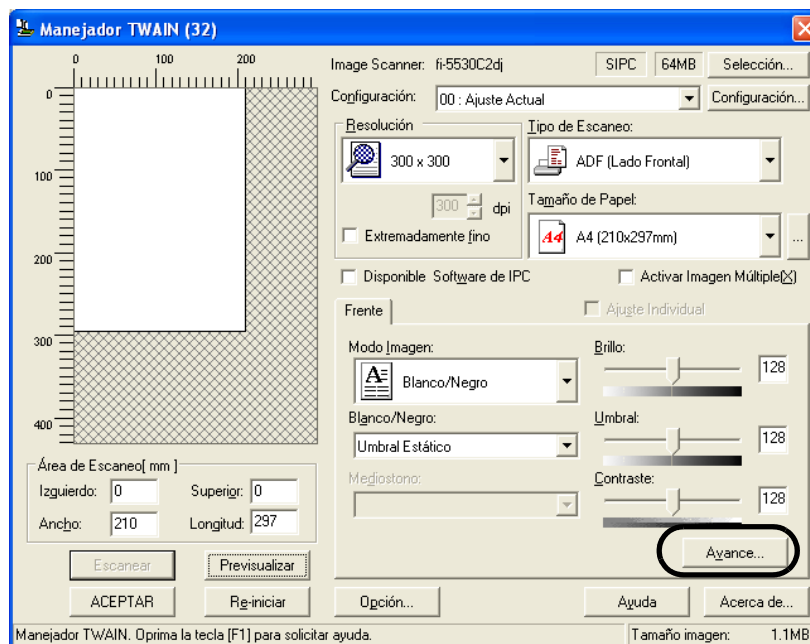 Manejador TWAIN (32)
0 100 200
0
100
200
300
400
Image Scanner: fi-5530C2dj SIPC 64MB Selección...
Configuración: 00 : Ajuste Actual Configuración...
Resolución
300 x 300
300 dpi
Extremadamente fino
Tipo de Escaneo:
ADF (Lado Frontal)
Tamaño de Papel:
A4 A4 (210x297mm) ...
Disponible Software de IPC Activar Imagen Múltiple(X)
Frente Ajuste Individual
Modo Imagen:
A Blanco/Negro
Blanco/Negro:
Umbral Estático
Mediostono:
Brillo:
128
Umbral:
128
Contraste:
128
Avance...
Área de Escaneo[ mm ]
Izguierdo: 0 Superior: 0
Ancho: 210 Longitud: 297
Escanear Previsualizar
ACEPTAR Re-iniciar Opción... Ayuda Acerca de...
Manejador TWAIN. Oprima la tecla [F1] para solicitar ayuda. Tamaño imagen: 1.1MB